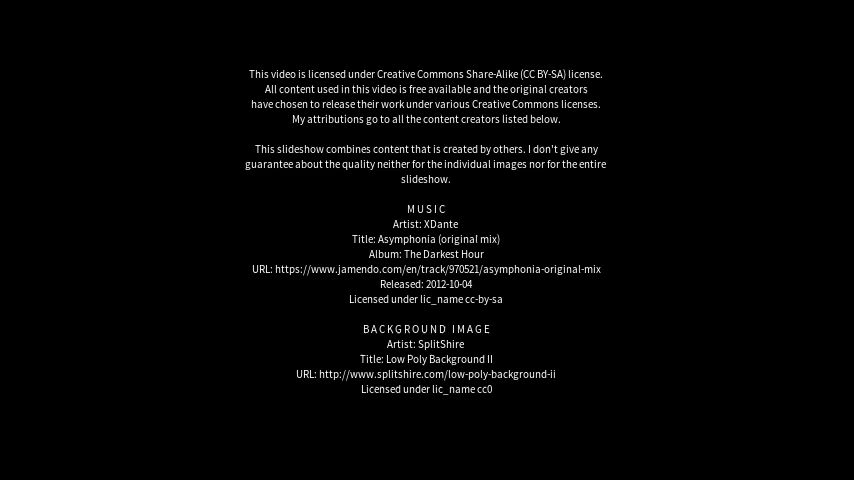 This video is licensed under Creative Commons Share-Alike (CC BY-SA) license.
All content used in this video is free available and the original creators
have chosen to release their work under various Creative Commons licenses.
My attributions go to all the content creators listed below.
This slideshow combines content that is created by others. I don't give any
guarantee about the quality neither for the individual images nor for the entire
slideshow.
M U S I C
Artist: XDante
Title: Asymphonia (original mix)
Album: The Darkest Hour
URL: https://www.jamendo.com/en/track/970521/asymphonia-original-mix
Released: 2012-10-04
Licensed under lic_name cc-by-sa
B A C K G R O U N D   I M A G E
Artist: SplitShire
Title: Low Poly Background II
URL: http://www.splitshire.com/low-poly-background-ii
Licensed under lic_name cc0